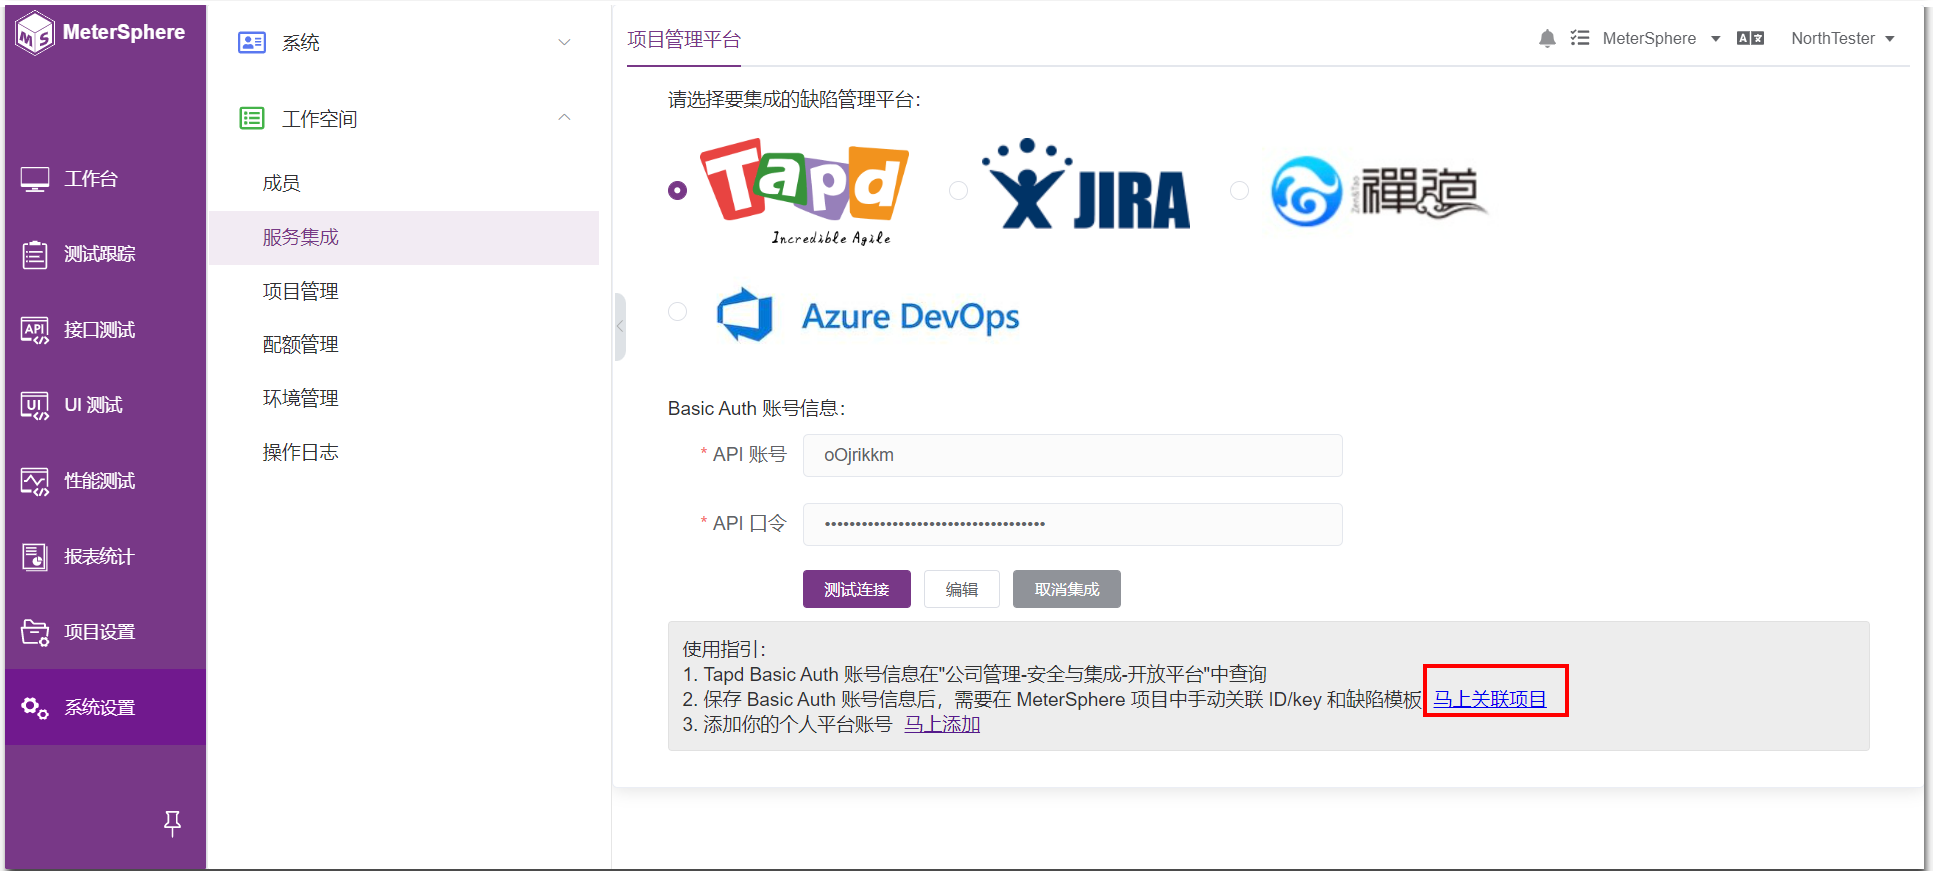 MeterSphere
工作台
测试跟踪
接口测试
UI 测试
性能测试
报表统计
项目设置
系统设置
系统
工作空间
成员
服务集成
项目管理
配额管理
环境管理
操作日志
项目管理平台
MeterSphere
NorthTester
请选择要集成的缺陷管理平台：
Tapd
Incredible Agile
JIRA
禅道
Azure DevOps
Basic Auth 账号信息：
* API 账号
oOjrikkm
* API 口令
••••••••••••••••••••••••••••••••••••
测试连接
编辑
取消集成
使用指引：
1. Tapd Basic Auth 账号信息在"公司管理-安全与集成-开放平台"中查询
2. 保存 Basic Auth 账号信息后，需要在 MeterSphere 项目中手动关联 ID/key 和缺陷模板 马上关联项目
3. 添加你的个人平台账号 马上添加